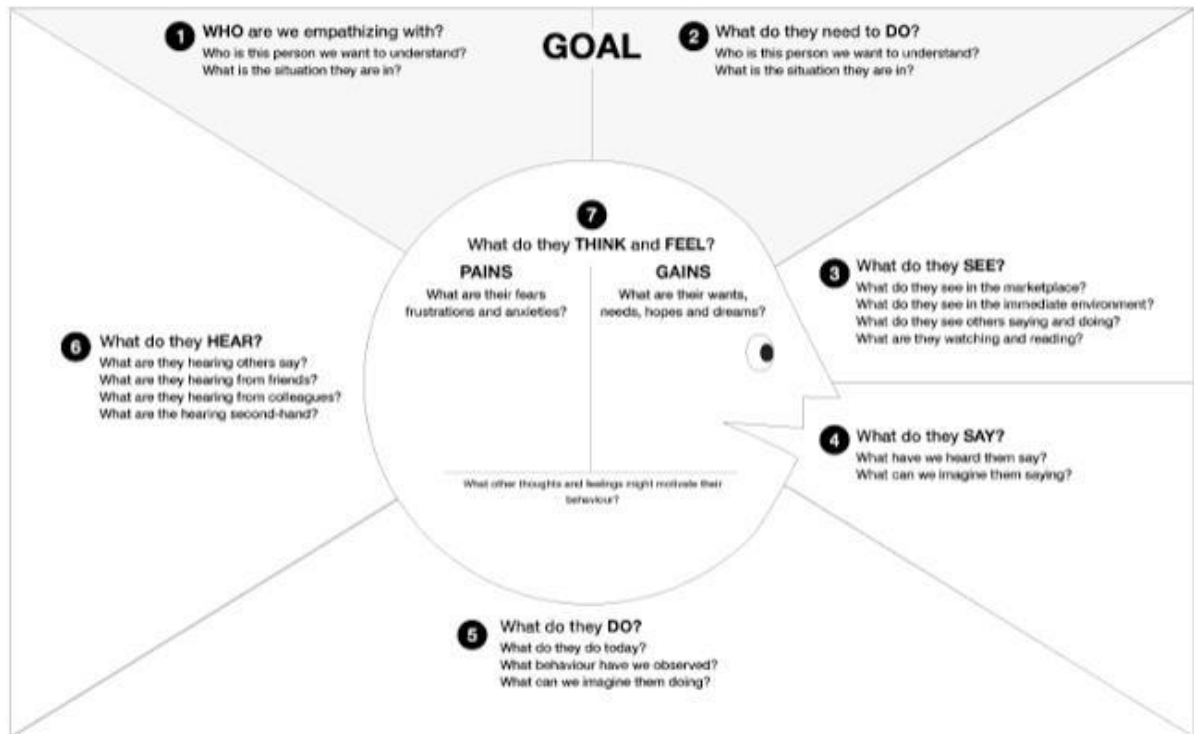 1 WHO are we empathizing with?
Who is this person we want to understand?
What is the situation they are in?
GOAL
2 What do they need to DO?
Who is this person we want to understand?
What is the situation they are in?
7
What do they THINK and FEEL?
PAINS
What are their fears
frustrations and anxieties?
GAINS
What are their wants,
needs, hopes and dreams?
What other thoughts and feelings might motivate their
behaviour?
3 What do they SEE?
What do they see in the marketplace?
What do they see in the immediate environment?
What do they see others saying and doing?
What are they watching and reading?
4 What do they SAY?
What have we heard them say?
What can we imagine them saying?
5 What do they DO?
What do they do today?
What behaviour have we observed?
What can we imagine them doing?
6 What do they HEAR?
What are they hearing others say?
What are they hearing from friends?
What are they hearing from colleagues?
What are the hearing second-hand?